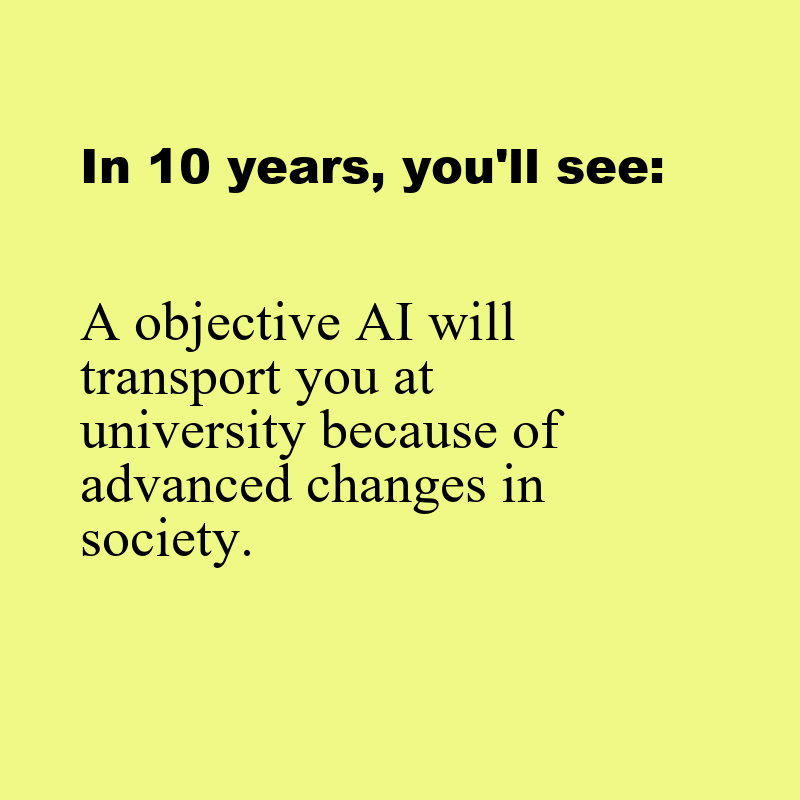 In 10 years, you'll see:
A objective AI will
transport you at
university because of
advanced changes in
society.